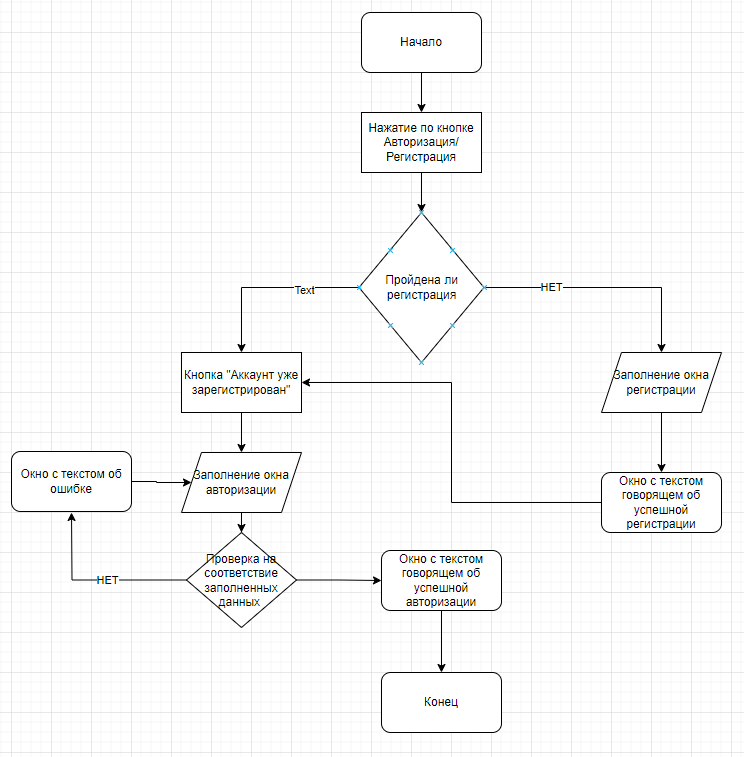 Начало
Нажатие по кнопке
Авторизация/
Регистрация
Пройдена ли
регистрация
Text
НЕТ
Кнопка "Аккаунт уже
зарегистрирован"
Заполнение окна
регистрации
Окно с текстом об
ошибке
Заполнение окна
авторизации
Окно с текстом
говорящем об
успешной
регистрации
Проверка на
соответствие
заполненных
данных
НЕТ
Окно с текстом
говорящем об
успешной
авторизации
Конец